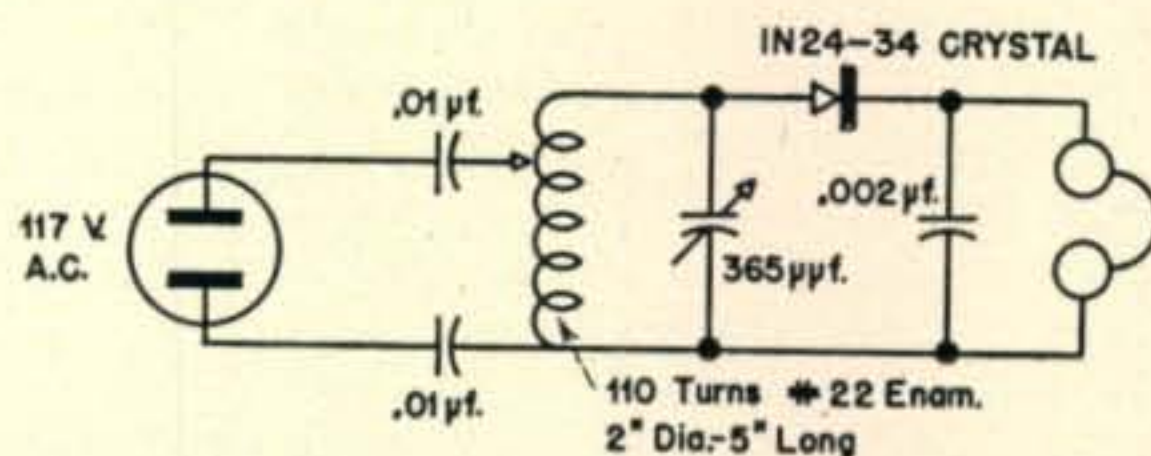 IN24-34 CRYSTAL
.01 µf.
117 V.
A.C.
.002 µf.
365 µµf.
.01 µf.
110 Turns # 22 Enam.
2" Dia.-5" Long